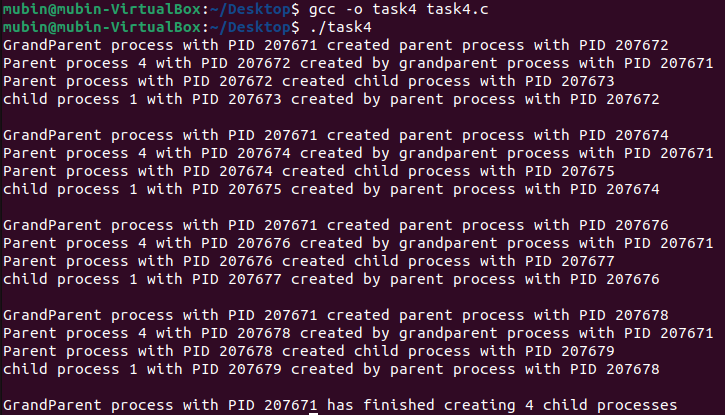 mubin@mubin-VirtualBox:~/Desktop$ gcc -o task4 task4.c
mubin@mubin-VirtualBox:~/Desktop$ ./task4
GrandParent process with PID 207671 created parent process with PID 207672
Parent process 4 with PID 207672 created by grandparent process with PID 207671
Parent process with PID 207672 created child process with PID 207673
child process 1 with PID 207673 created by parent process with PID 207672

GrandParent process with PID 207671 created parent process with PID 207674
Parent process 4 with PID 207674 created by grandparent process with PID 207671
Parent process with PID 207674 created child process with PID 207675
child process 1 with PID 207675 created by parent process with PID 207674

GrandParent process with PID 207671 created parent process with PID 207676
Parent process 4 with PID 207676 created by grandparent process with PID 207671
Parent process with PID 207676 created child process with PID 207677
child process 1 with PID 207677 created by parent process with PID 207676

GrandParent process with PID 207671 created parent process with PID 207678
Parent process 4 with PID 207678 created by grandparent process with PID 207671
Parent process with PID 207678 created child process with PID 207679
child process 1 with PID 207679 created by parent process with PID 207678

GrandParent process with PID 207671 has finished creating 4 child processes